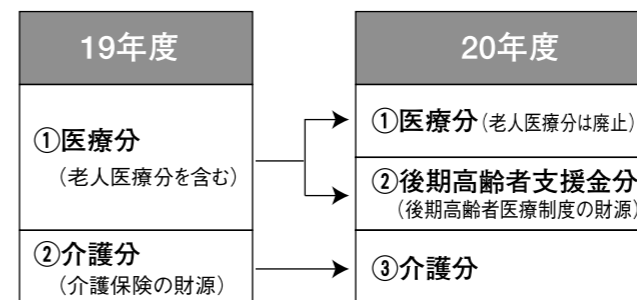 19年度
①医療分
(老人医療分を含む)
②介護分
(介護保険の財源)
20年度
①医療分(老人医療分は廃止)
②後期高齢者支援金分
(後期高齢者医療制度の財源)
③介護分